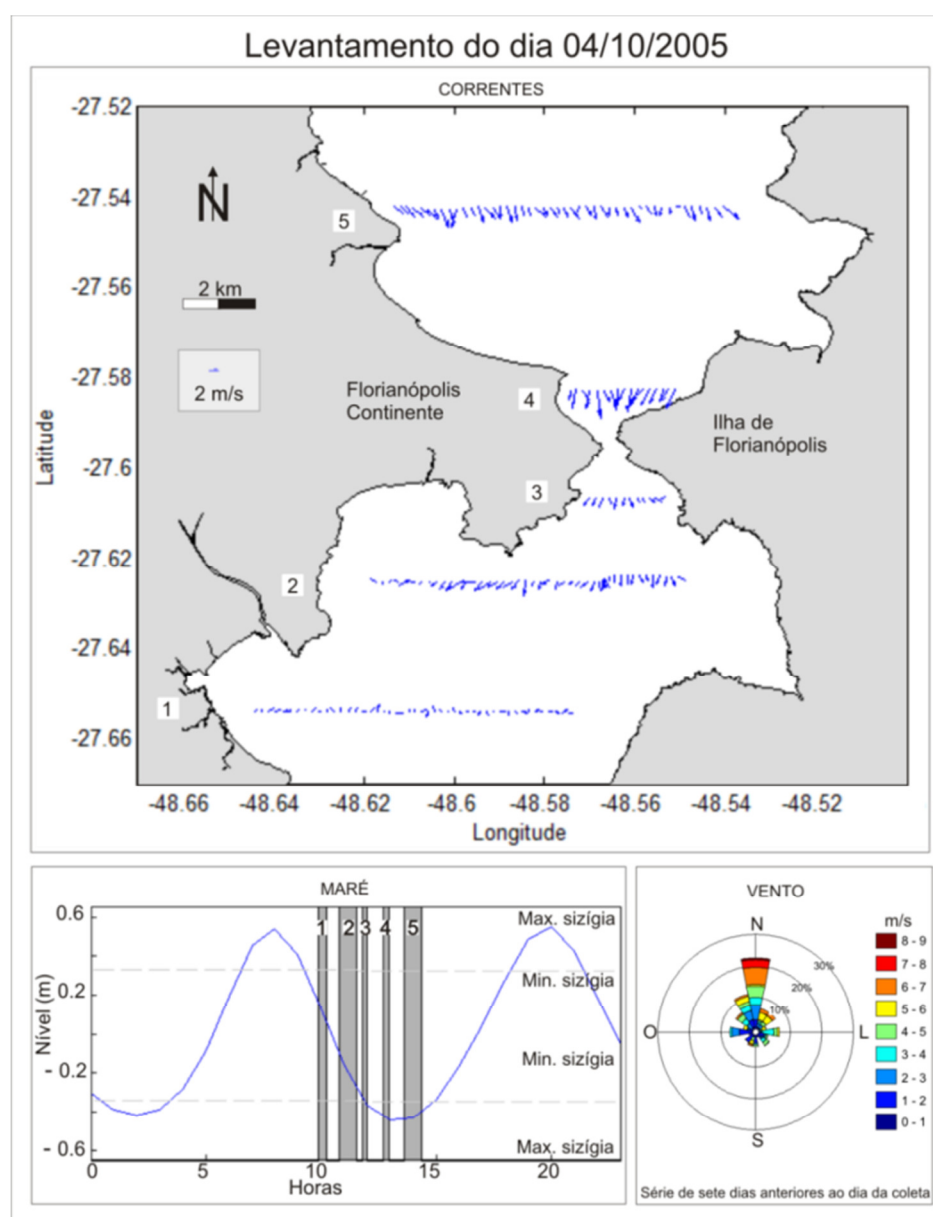 Levantamento do dia 04/10/2005
CORRENTES
-27.52
-27.54
-27.56
-27.58
-27.6
-27.62
-27.64
-27.66
Latitude
N
2 km
2 m/s
5
Florianópolis
Continente
4
Ilha de
Florianópolis
3
2
1
-48.66 -48.64 -48.62 -48.6 -48.58 -48.56 -48.54 -48.52
Longitude
MARÉ
0.6
0.2
- 0.2
- 0.6
Nível (m)
1 2 3 4 5
Max. sizígia
Min. sizígia
Min. sizígia
Max. sizígia
0 5 10 15 20
Horas
VENTO
N
O
L
S
30%
20%
10%
m/s
8 - 9
7 - 8
6 - 7
5 - 6
4 - 5
3 - 4
2 - 3
1 - 2
0 - 1
Série de sete dias anteriores ao dia da coleta